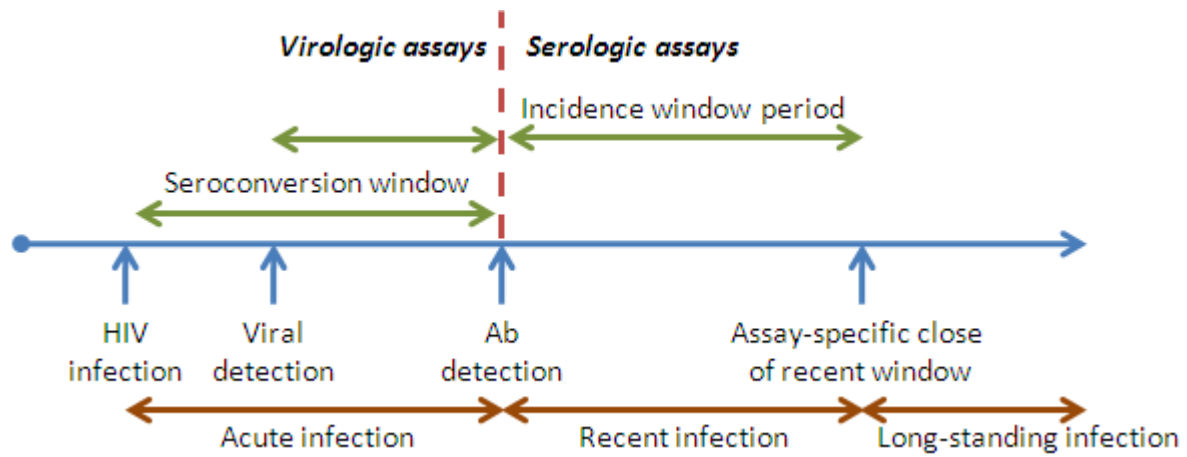 Virologic assays
Serologic assays
Incidence window period
Seroconversion window
HIV
infection
Viral
detection
Ab
detection
Assay-specific close
of recent window
Acute infection
Recent infection
Long-standing infection